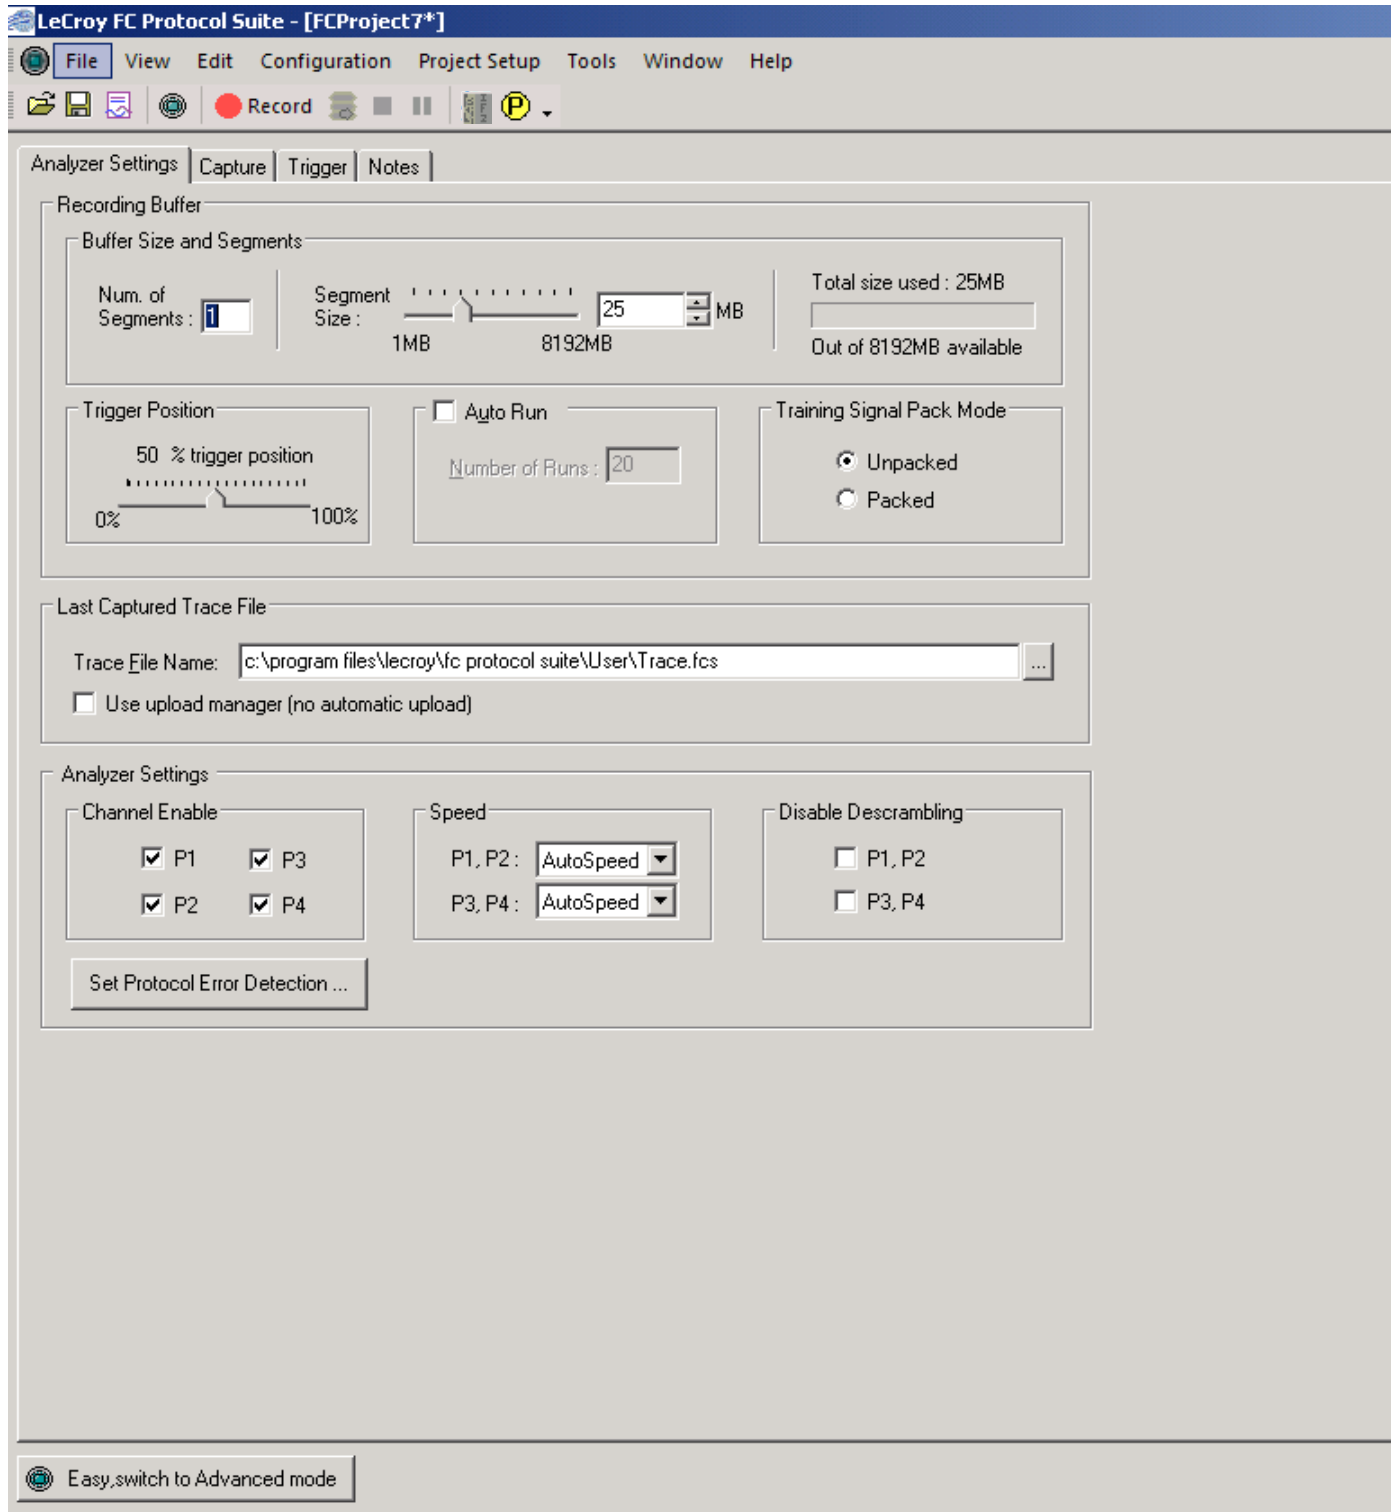 LeCroy FC Protocol Suite - [FCProject7*]
File View Edit Configuration Project Setup Tools Window Help
Record P
Analyzer Settings Capture Trigger Notes
Recording Buffer
Buffer Size and Segments
Num. of
Segments : 1
Segment
Size :
25 MB
1MB 8192MB
Total size used : 25MB
Out of 8192MB available
Trigger Position
50 % trigger position
0% 100%
Auto Run
Number of Runs : 20
Training Signal Pack Mode
Unpacked
Packed
Last Captured Trace File
Trace File Name: c:\program files\lecroy\fc protocol suite\User\Trace.fcs ...
Use upload manager (no automatic upload)
Analyzer Settings
Channel Enable
P1 P3
P2 P4
Speed
P1, P2 : AutoSpeed
P3, P4 : AutoSpeed
Disable Descrambling
P1, P2
P3, P4
Set Protocol Error Detection ...
Easy,switch to Advanced mode